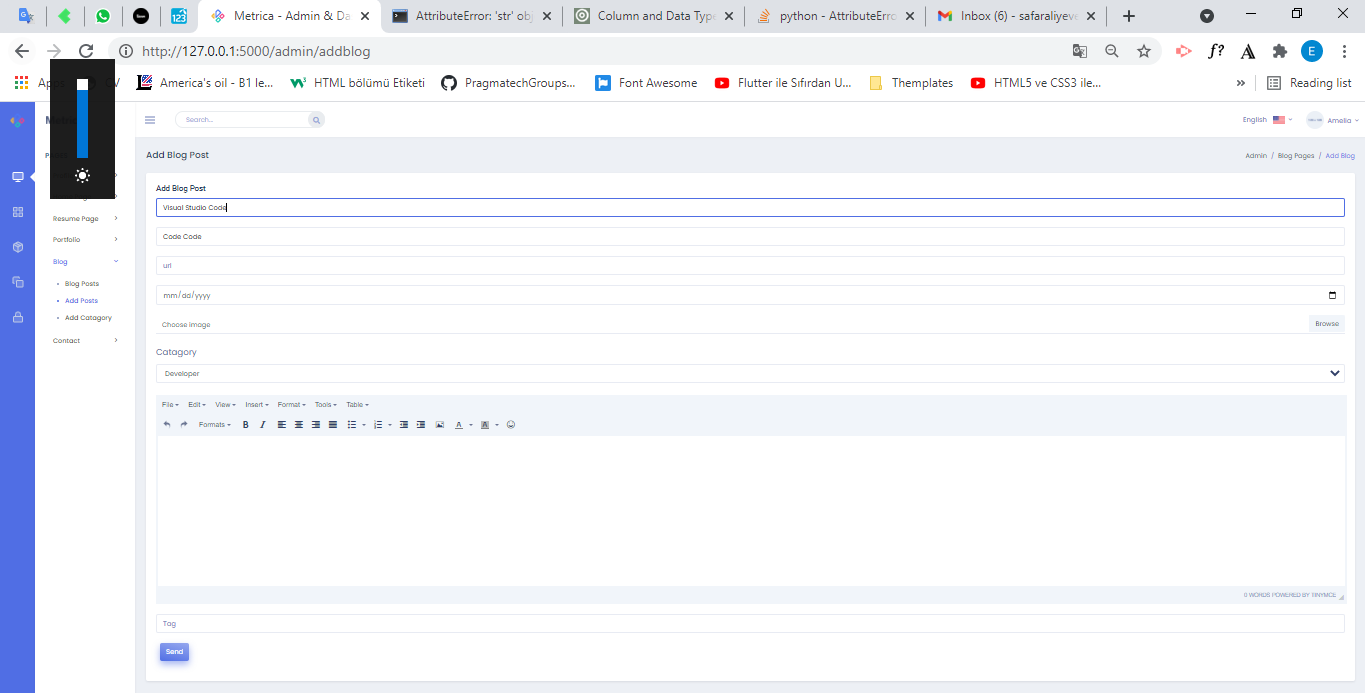 Metrica - Admin & Da
AttributeError: 'str' obj
Column and Data Type
python - AttributeErro
Inbox (6) - safaraliyeve
http://127.0.0.1:5000/admin/addblog
America's oil - B1 le...
HTML bölümü Etiketi
PragmatechGroups...
Font Awesome
Flutter ile Sıfırdan U...
Themplates
HTML5 ve CSS3 ile...
»
Reading list
Search...
English
Amelia
Add Blog Post
Admin / Blog Pages / Add Blog
Resume Page
Portfolio
Blog
Blog Posts
Add Posts
Add Catagory
Contact
Add Blog Post
Visual Studio Code
Code Code
url
mm/dd/yyyy
Choose image
Browse
Catagory
Developer
File Edit View Insert Format Tools Table
Formats B I A A
0 WORDS POWERED BY TINYMCE
Tag
Send